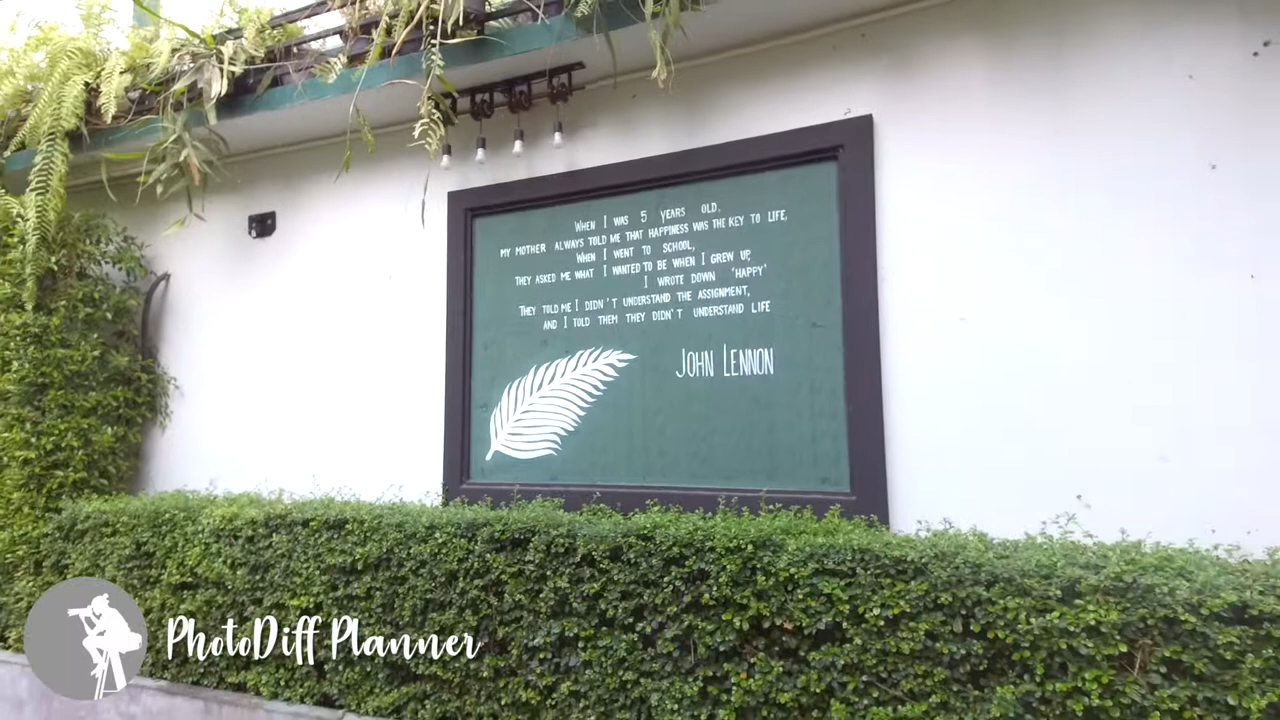 When I was 5 years old,
my mother always told me that happiness was the key to life,
When I went to school,
they asked me what I wanted to be when I grew up,
I wrote down 'happy'
They told me I didn't understand the assignment,
and I told them they didn't understand life
John Lennon
PhotoDiff Planner